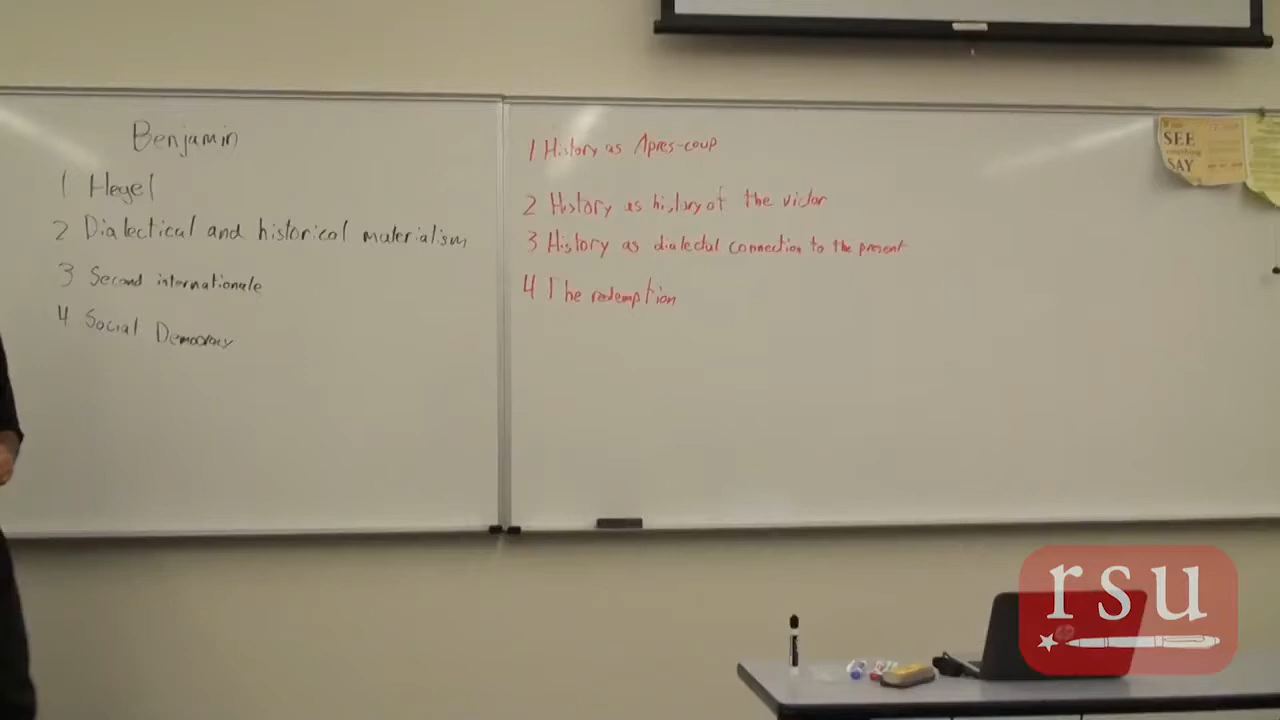 Benjamin
1 Hegel
2 Dialectical and historical materialism
3 Second internationale
4 Social Democracy
1 History as Apres-coup
2 History as history of the victor
3 History as dialectal connection to the present
4 The redemption
SEE
SAY
rsu